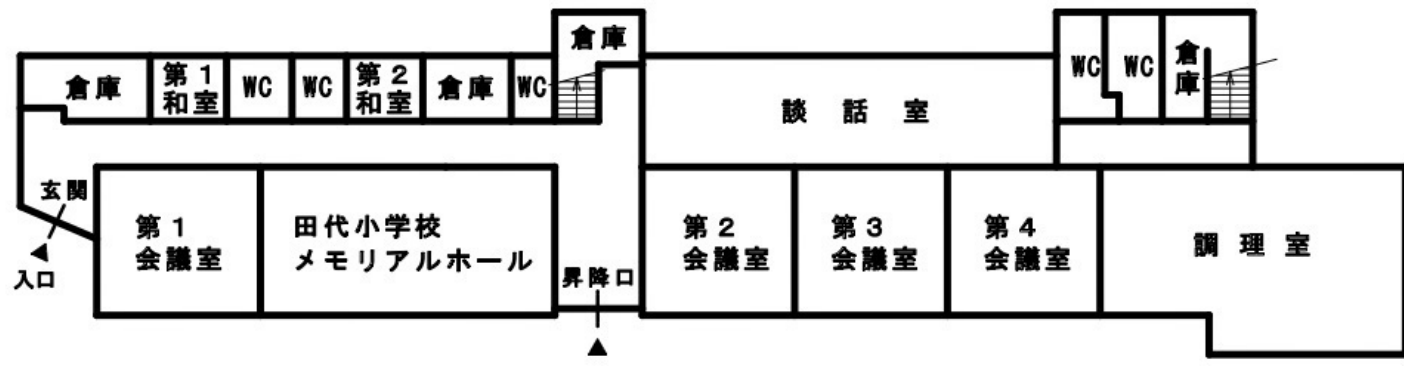 倉庫
倉庫
第１
和室
WC
WC
第２
和室
倉庫
WC
談話室
WC
WC
倉庫
玄関
入口
第１
会議室
田代小学校
メモリアルホール
昇降口
第２
会議室
第３
会議室
第４
会議室
調理室